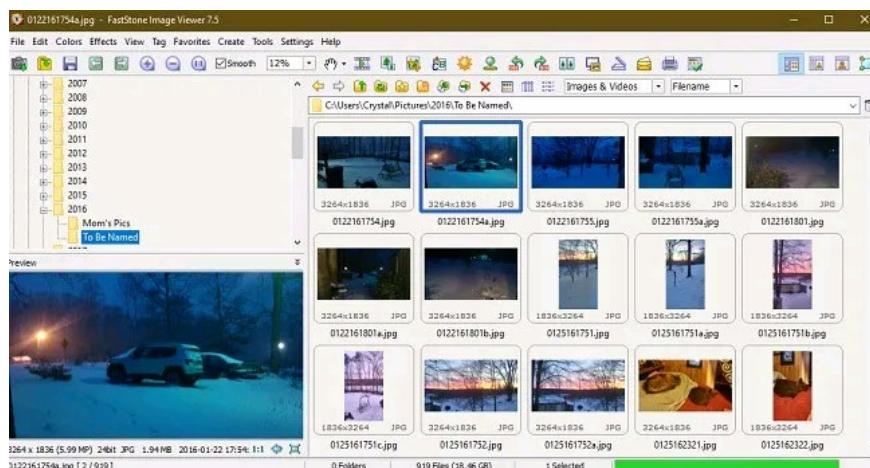 0122161754a.jpg - FastStone Image Viewer 7.5
File Edit Colors Effects View Tag Favorites Create Tools Settings Help
Smooth 12%
2007
2008
2009
2010
2011
2012
2013
2014
2015
2016
Mom's Pics
To Be Named
Preview
3264 x 1836 (5.99 MP) 24bit JPG 1.94 MB 2016-01-22 17:54: 1:1
0122161754a.jpg [ 2 / 919 ]
Images & Videos Filename
C:\Users\Crystal\Pictures\2016\To Be Named\
3264x1836 JPG 3264x1836 JPG 3264x1836 JPG 3264x1836 JPG 3264x1836 JPG
0122161754.jpg 0122161754a.jpg 0122161755.jpg 0122161755a.jpg 0122161801.jpg
3264x1836 JPG 3264x1836 JPG 1836x3264 JPG 1836x3264 JPG 1836x3264 JPG
0122161801a.jpg 0122161801b.jpg 0125161751.jpg 0125161751a.jpg 0125161751b.jpg
1836x3264 JPG 3264x1836 JPG 3264x1836 JPG 3264x1836 JPG 1836x3264 JPG
0125161751c.jpg 0125161752.jpg 0125161752a.jpg 0125162321.jpg 0125162322.jpg
0 Folders 919 Files (18.46 GB) 1 Selected